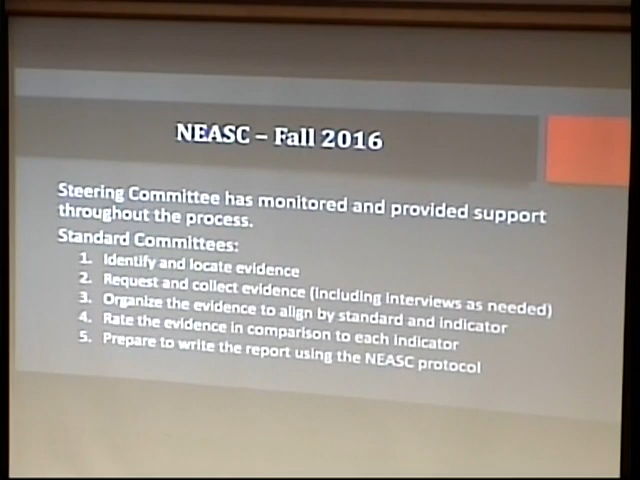 NEASC – Fall 2016
Steering Committee has monitored and provided support
throughout the process.
Standard Committees:
1. Identify and locate evidence
2. Request and collect evidence (including interviews as needed)
3. Organize the evidence to align by standard and indicator
4. Rate the evidence in comparison to each indicator
5. Prepare to write the report using the NEASC protocol